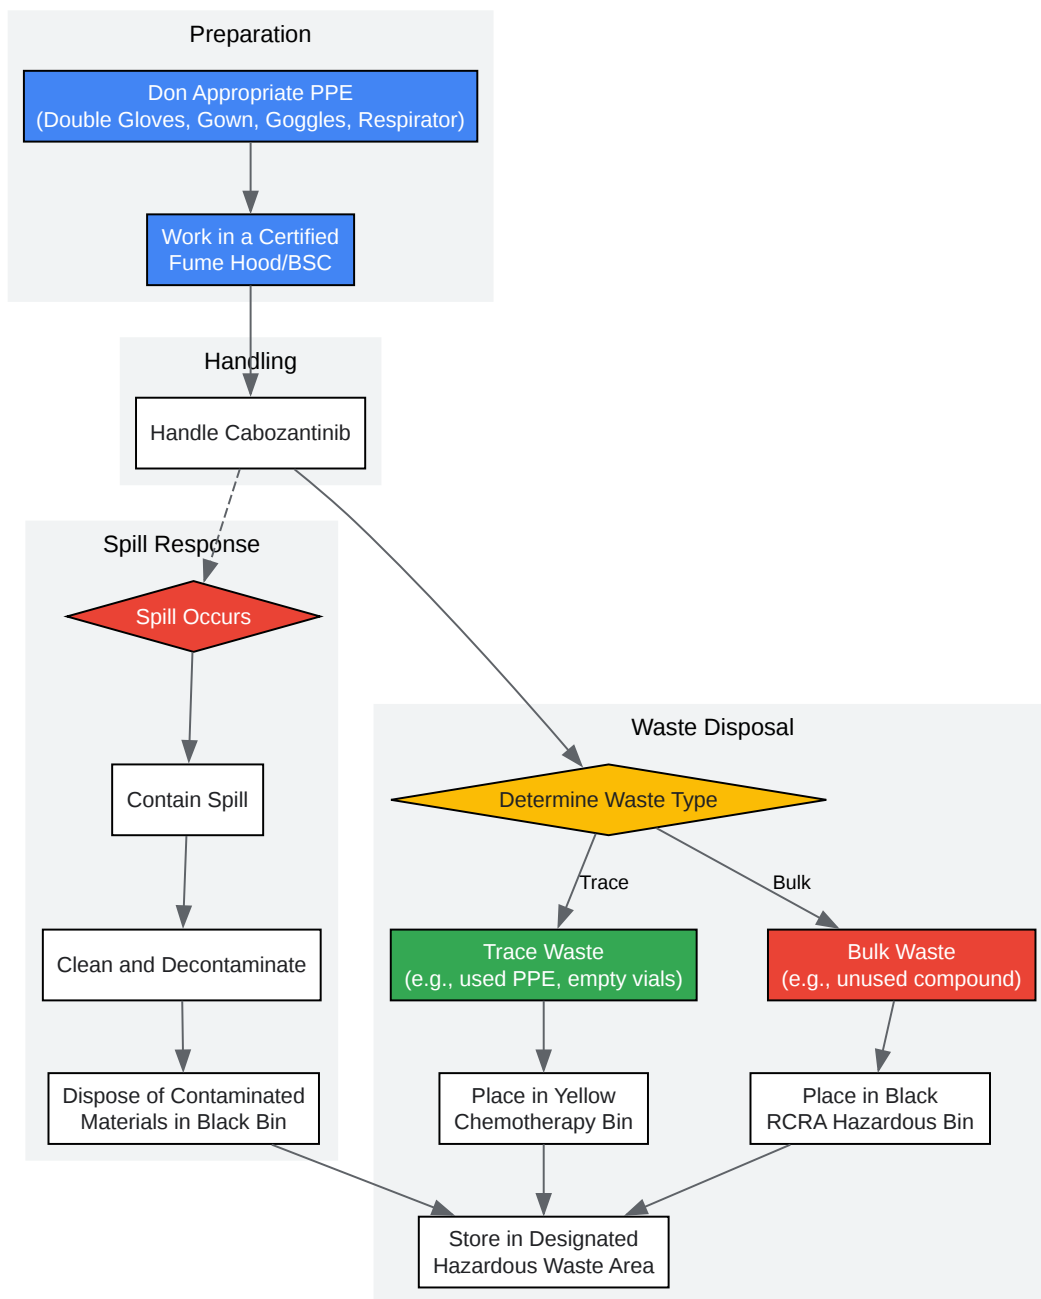 Preparation
Don Appropriate PPE
(Double Gloves, Gown, Goggles, Respirator)
Work in a Certified
Fume Hood/BSC
Handling
Handle Cabozantinib
Spill Response
Spill Occurs
Contain Spill
Clean and Decontaminate
Dispose of Contaminated
Materials in Black Bin
Waste Disposal
Determine Waste Type
Trace
Bulk
Trace Waste
(e.g., used PPE, empty vials)
Bulk Waste
(e.g., unused compound)
Place in Yellow
Chemotherapy Bin
Place in Black
RCRA Hazardous Bin
Store in Designated
Hazardous Waste Area